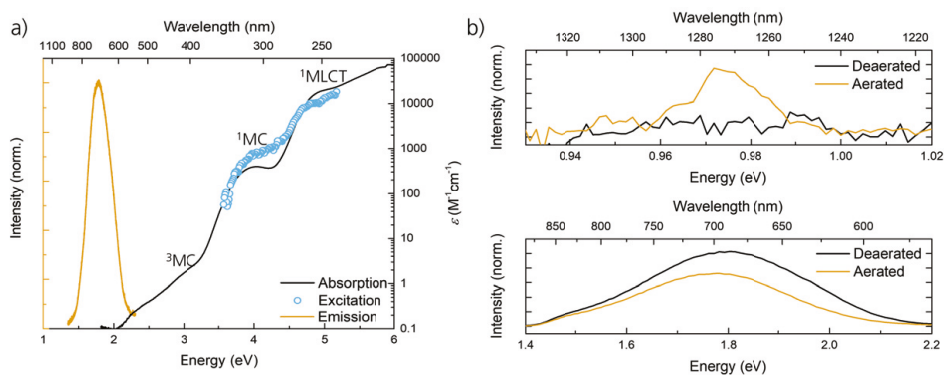 a)
Wavelength (nm)
1100 900 800 700 600 500 400 300 250
Intensity (norm.)
¹MLCT
¹MC
³MC
Absorption
Excitation
Emission
100000
10000
1000
100
10
1
0.1
ε (M⁻¹cm⁻¹)
1 2 3 4 5 6
Energy (eV)
b)
Wavelength (nm)
1320 1300 1280 1260 1240 1220
Intensity (norm.)
Deaerated
Aerated
0.94 0.96 0.98 1.00 1.02
Energy (eV)
Wavelength (nm)
850 800 750 700 650 600
Intensity (norm.)
Deaerated
Aerated
1.4 1.6 1.8 2.0 2.2
Energy (eV)